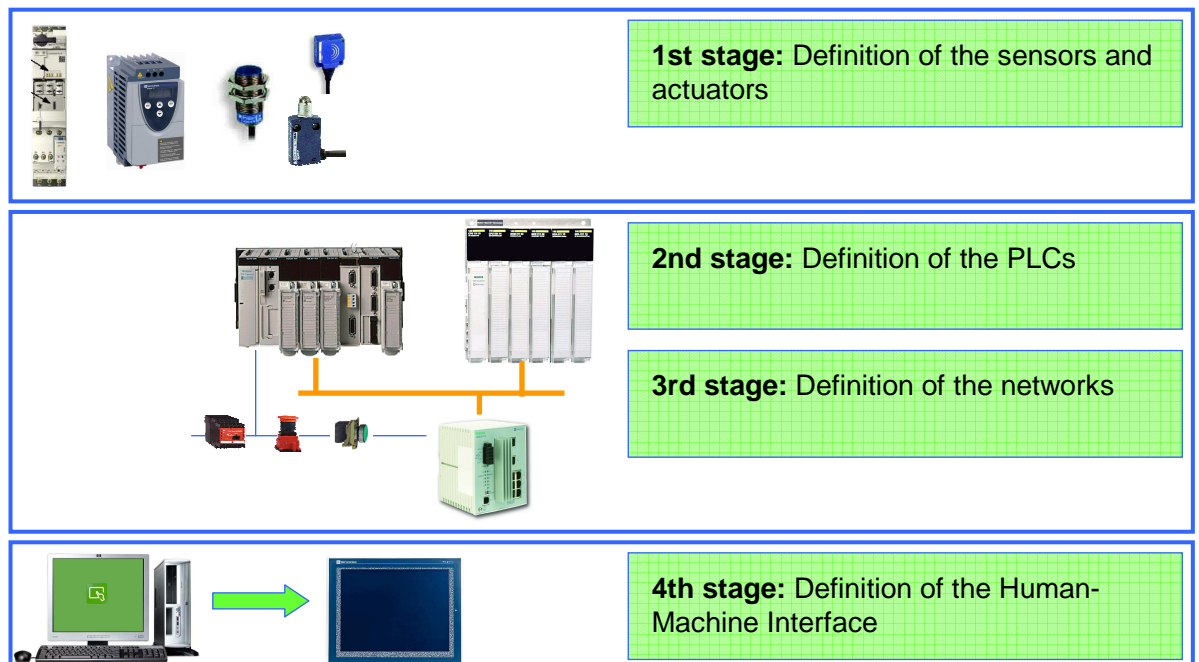 1st stage: Definition of the sensors and
actuators
2nd stage: Definition of the PLCs
3rd stage: Definition of the networks
4th stage: Definition of the Human-
Machine Interface